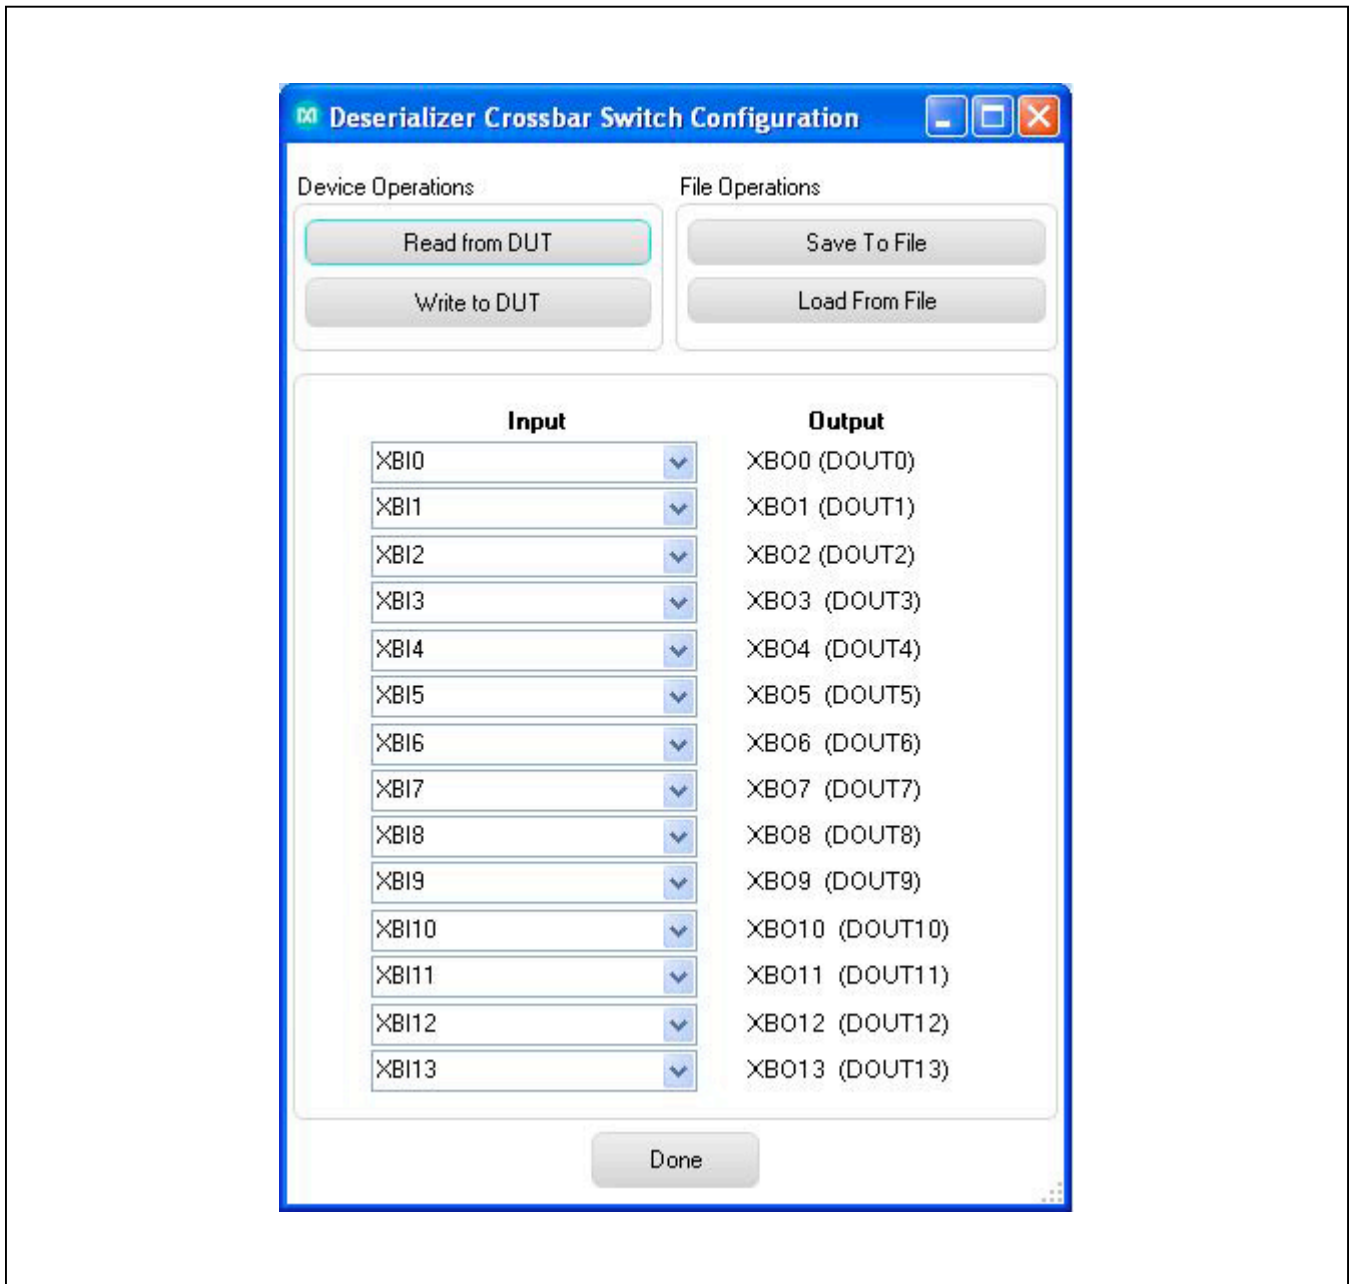 Deserializer Crossbar Switch Configuration
Device Operations
File Operations
Read from DUT
Save To File
Write to DUT
Load From File
Input Output
XBI0 XBO0 (DOUT0)
XBI1 XBO1 (DOUT1)
XBI2 XBO2 (DOUT2)
XBI3 XBO3 (DOUT3)
XBI4 XBO4 (DOUT4)
XBI5 XBO5 (DOUT5)
XBI6 XBO6 (DOUT6)
XBI7 XBO7 (DOUT7)
XBI8 XBO8 (DOUT8)
XBI9 XBO9 (DOUT9)
XBI10 XBO10 (DOUT10)
XBI11 XBO11 (DOUT11)
XBI12 XBO12 (DOUT12)
XBI13 XBO13 (DOUT13)
Done